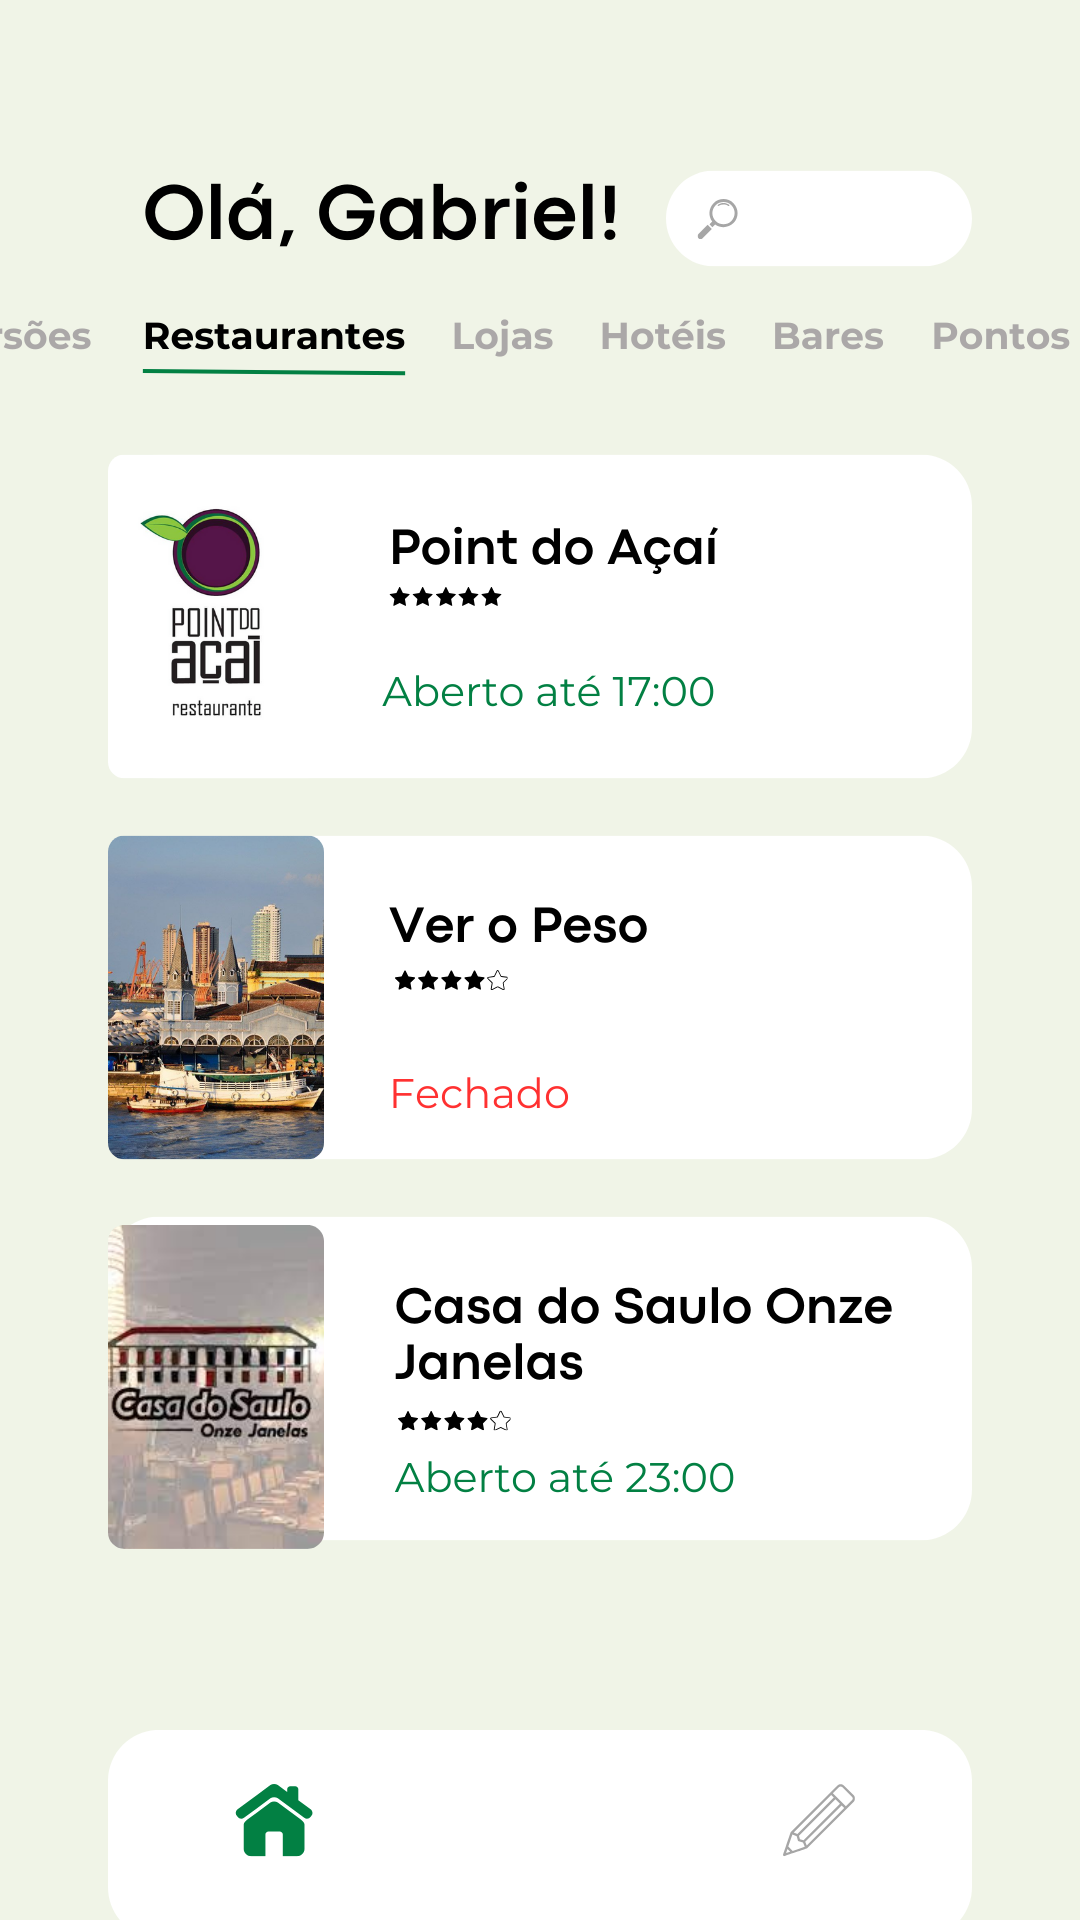 Olá, Gabriel!
rsões Restaurantes Lojas Hotéis Bares Pontos
POINT DO
açaí
restaurante
Point do Açaí
Aberto até 17:00
Ver o Peso
Fechado
Casa do Saulo
Onze Janelas
Casa do Saulo Onze
Janelas
Aberto até 23:00